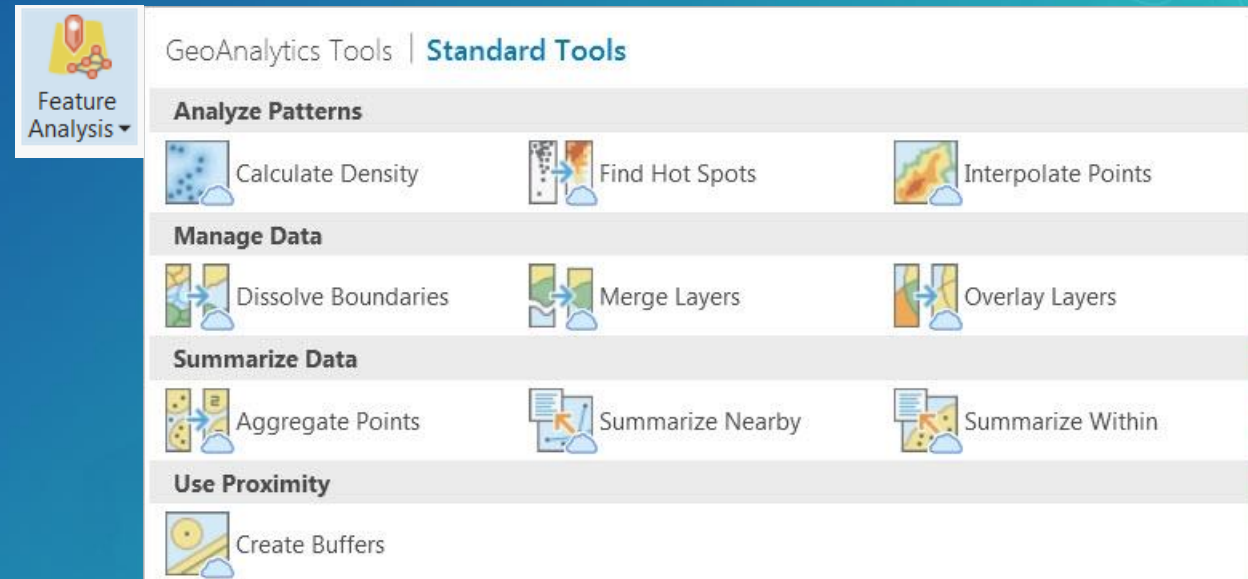 Feature
Analysis
GeoAnalytics Tools | Standard Tools
Analyze Patterns
Calculate Density
Find Hot Spots
Interpolate Points
Manage Data
Dissolve Boundaries
Merge Layers
Overlay Layers
Summarize Data
Aggregate Points
Summarize Nearby
Summarize Within
Use Proximity
Create Buffers